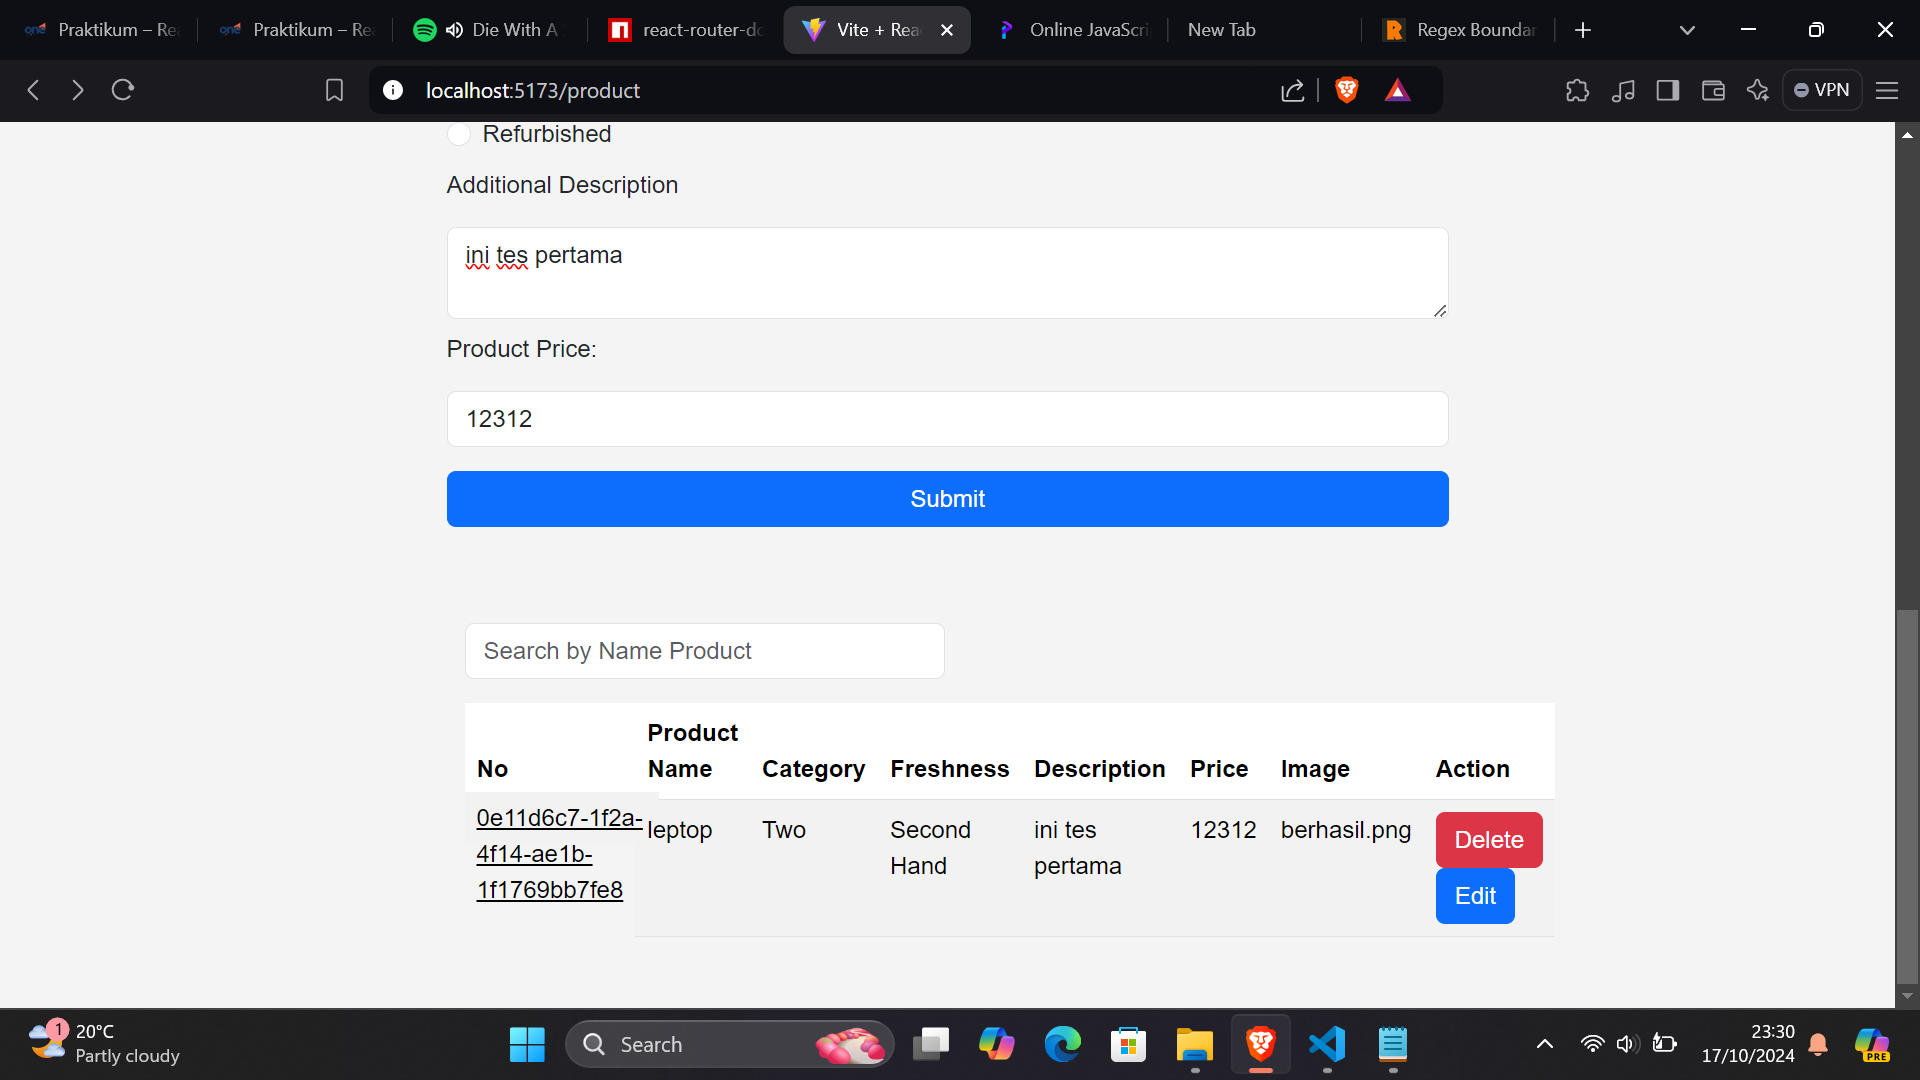 Praktikum – Re
Praktikum – Re
Die With A
react-router-do
Vite + Rea
Online JavaScri
New Tab
Regex Boundar
localhost:5173/product
VPN
Refurbished
Additional Description
ini tes pertama
Product Price:
12312
Submit
Search by Name Product
No
Product Name
Category
Freshness
Description
Price
Image
Action
0e11d6c7-1f2a-
4f14-ae1b-
1f1769bb7fe8
leptop
Two
Second
Hand
ini tes
pertama
12312
berhasil.png
Delete
Edit
1
20°C
Partly cloudy
Search
23:30
17/10/2024
PRE